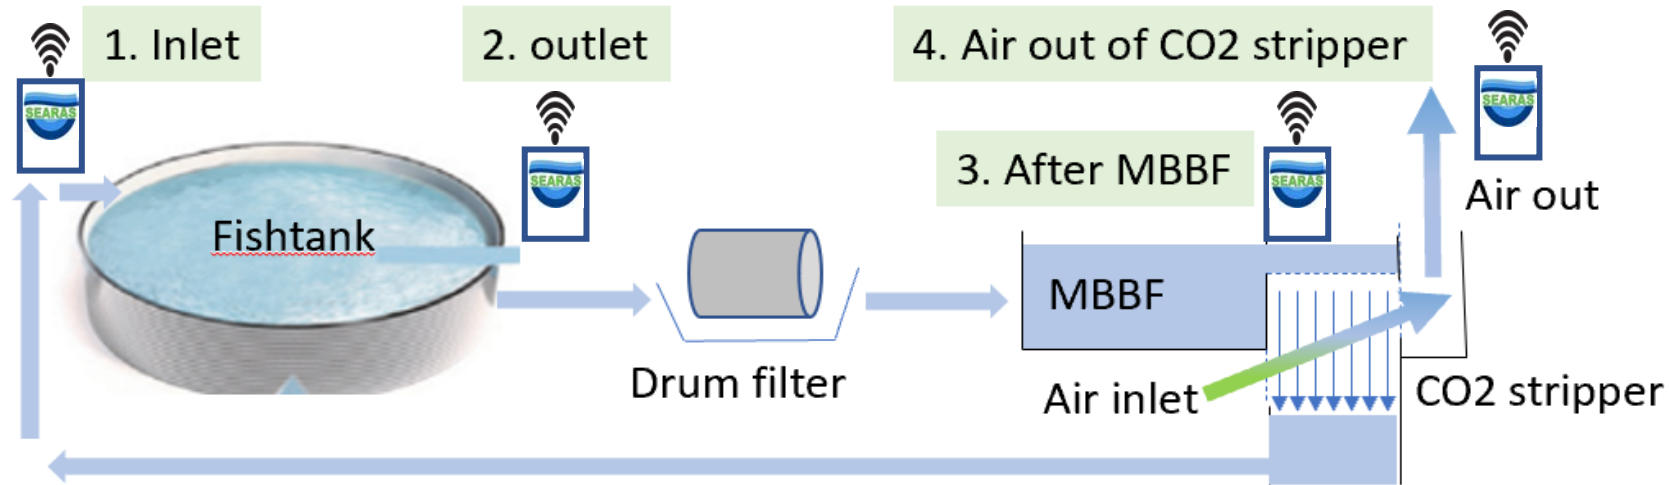 1. Inlet
2. outlet
4. Air out of CO2 stripper
SEARAS
SEARAS
3. After MBBF
SEARAS
SEARAS
Air out
Fishtank
MBBF
Drum filter
Air inlet
CO2 stripper